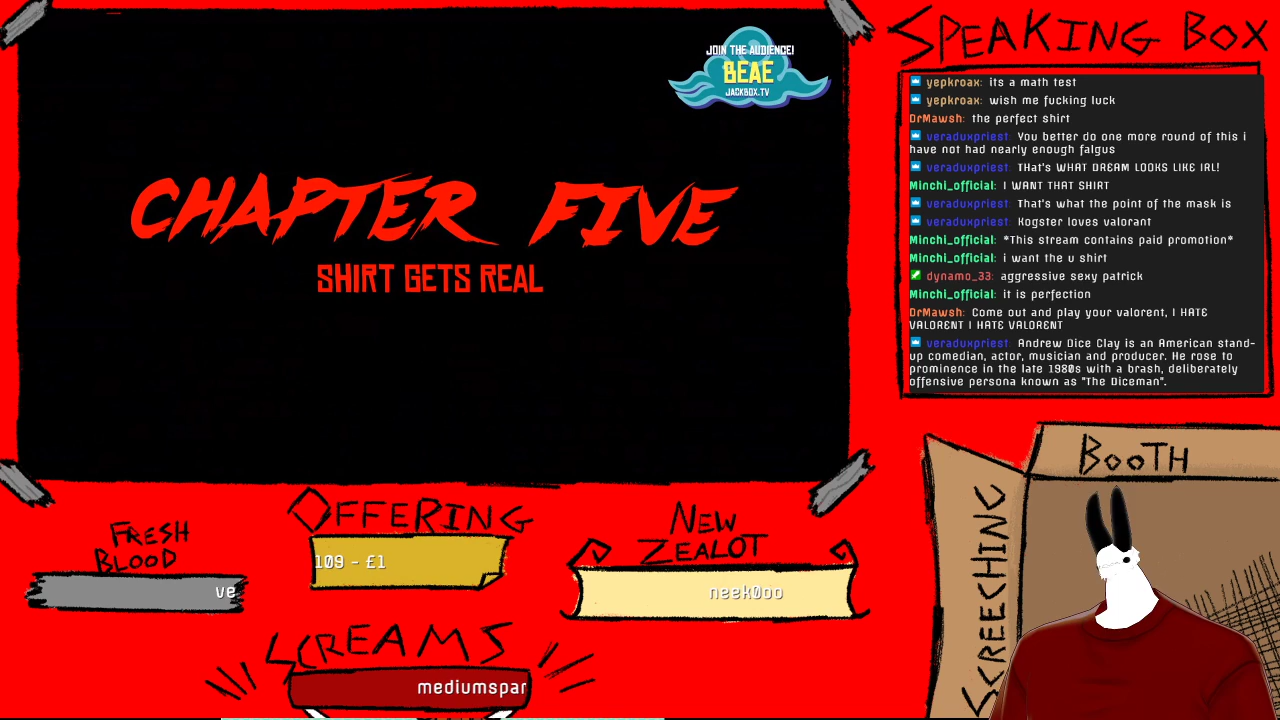 JOIN THE AUDIENCE!
BEAE
JACKBOX.TV
CHAPTER FIVE
SHIRT GETS REAL
SPEAKING BOX
yepkroax: its a math test
yepkroax: wish me fucking luck
DrMawsh: the perfect shirt
veraduxpriest: You better do one more round of this i
have not had nearly enough falgus
veraduxpriest: THAT's WHAT DREAM LOOKS LIKE IRL!
Minchi_official: I WANT THAT SHIRT
veraduxpriest: That's what the point of the mask is
veraduxpriest: Kogster loves valorant
Minchi_official: *This stream contains paid promotion*
Minchi_official: i want the u shirt
dynamo_33: aggressive sexy patrick
Minchi_official: it is perfection
DrMawsh: Come out and play your valorent, I HATE
VALORENT I HATE VALORENT
veraduxpriest: Andrew Dice Clay is an American stand-
up comedian, actor, musician and producer. He rose to
prominence in the late 1980s with a brash, deliberately
offensive persona known as "The Diceman".
FRESH
BLOOD
ve
OFFERING
109 - £1
NEW
ZEALOT
neek0oo
SCREAMS
mediumspar
BOOTH
SCREECHING